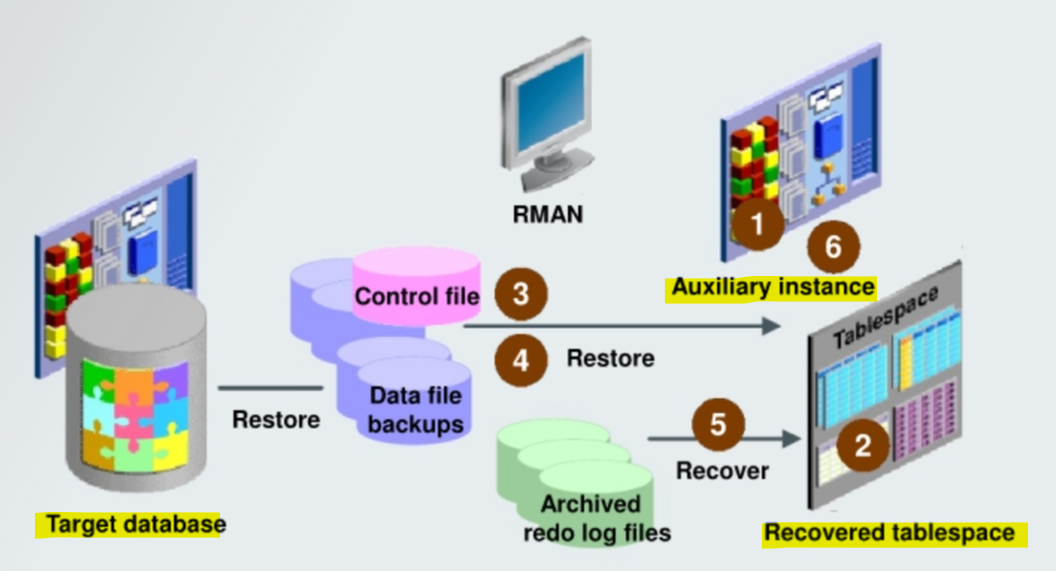 RMAN
1
6
Auxiliary instance
Control file
3
Tablespace
4
Restore
Data file
backups
Restore
5
Recover
2
Archived
redo log files
Target database
Recovered tablespace